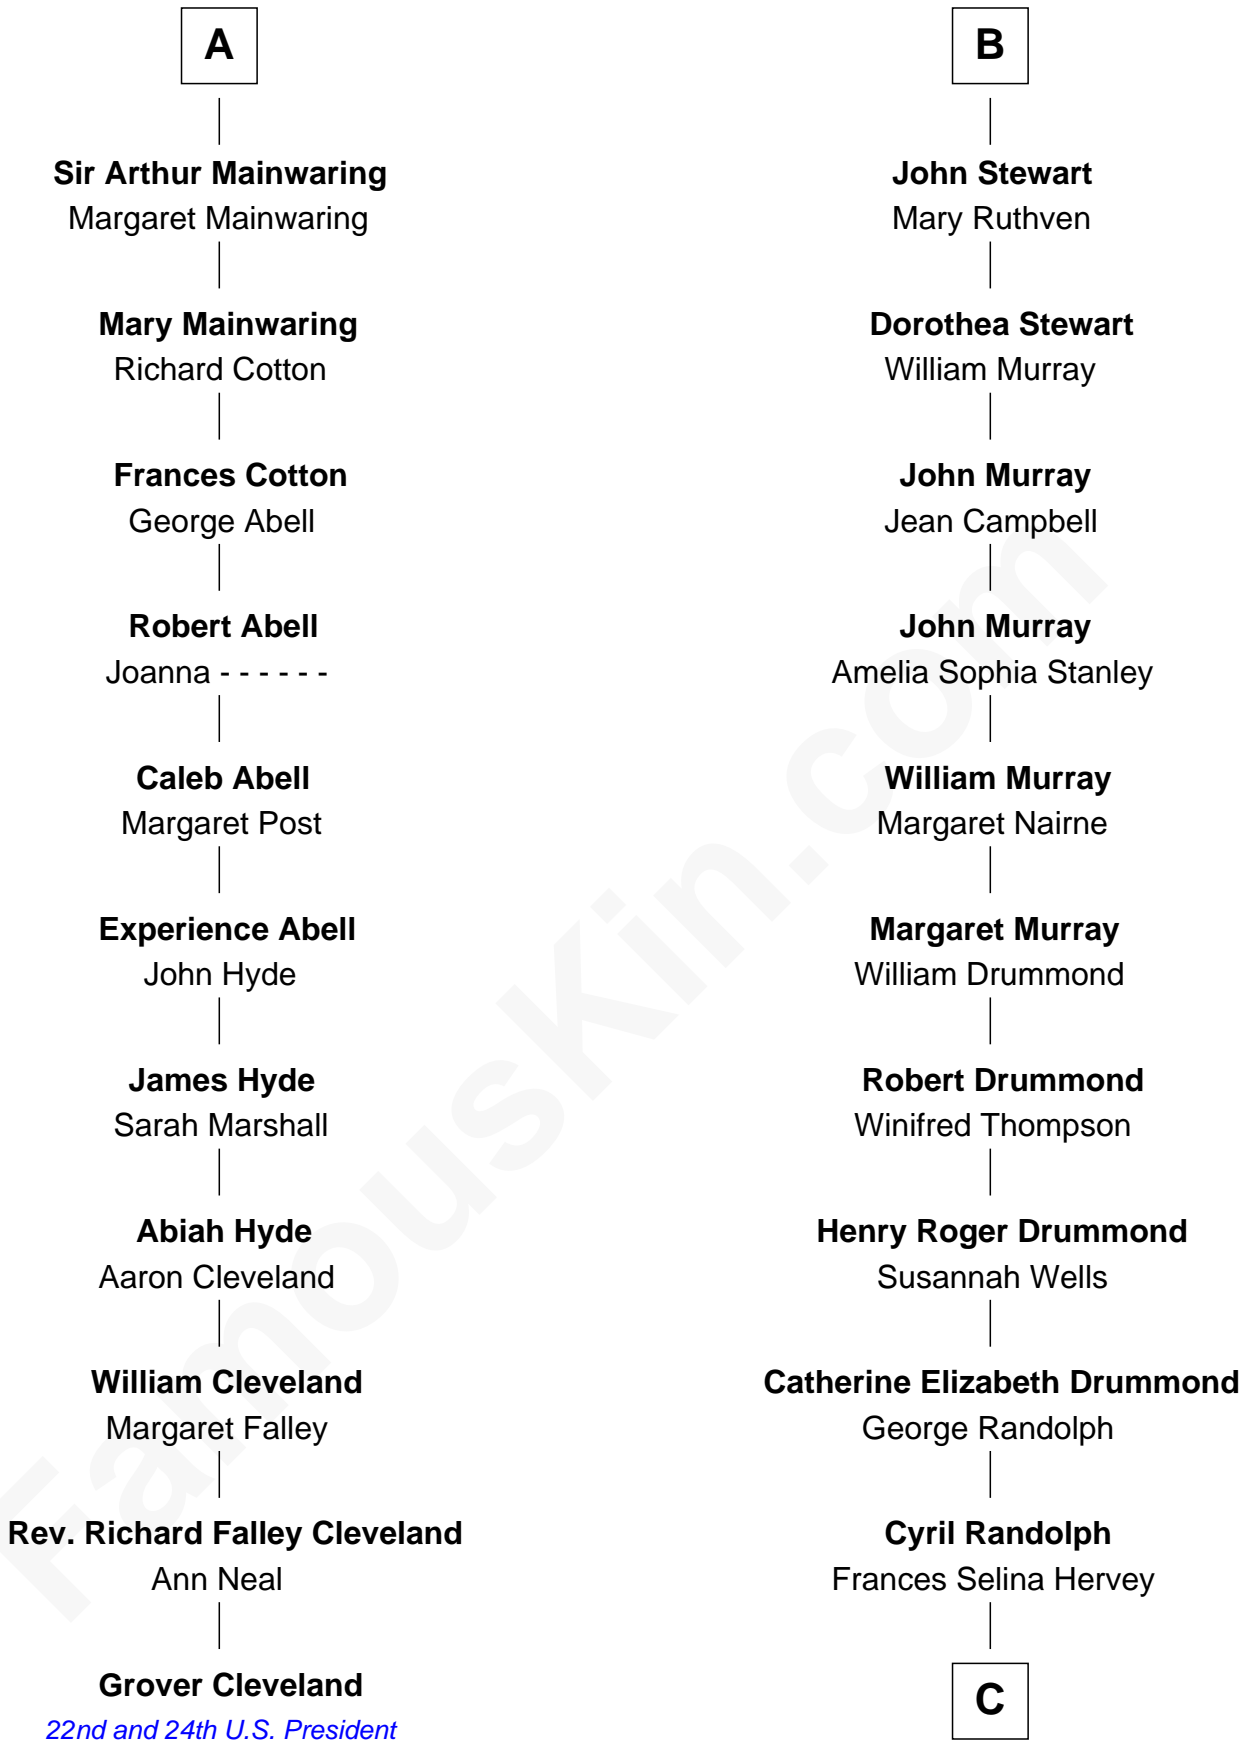 A
Sir Arthur Mainwaring
Margaret Mainwaring
Mary Mainwaring
Richard Cotton
Frances Cotton
George Abell
Robert Abell
Joanna - - - - - -
Caleb Abell
Margaret Post
Experience Abell
John Hyde
James Hyde
Sarah Marshall
Abiah Hyde
Aaron Cleveland
William Cleveland
Margaret Falley
Rev. Richard Falley Cleveland
Ann Neal
Grover Cleveland
22nd and 24th U.S. President
B
John Stewart
Mary Ruthven
Dorothea Stewart
William Murray
John Murray
Jean Campbell
John Murray
Amelia Sophia Stanley
William Murray
Margaret Nairne
Margaret Murray
William Drummond
Robert Drummond
Winifred Thompson
Henry Roger Drummond
Susannah Wells
Catherine Elizabeth Drummond
George Randolph
Cyril Randolph
Frances Selina Hervey
C
FamousKin.com